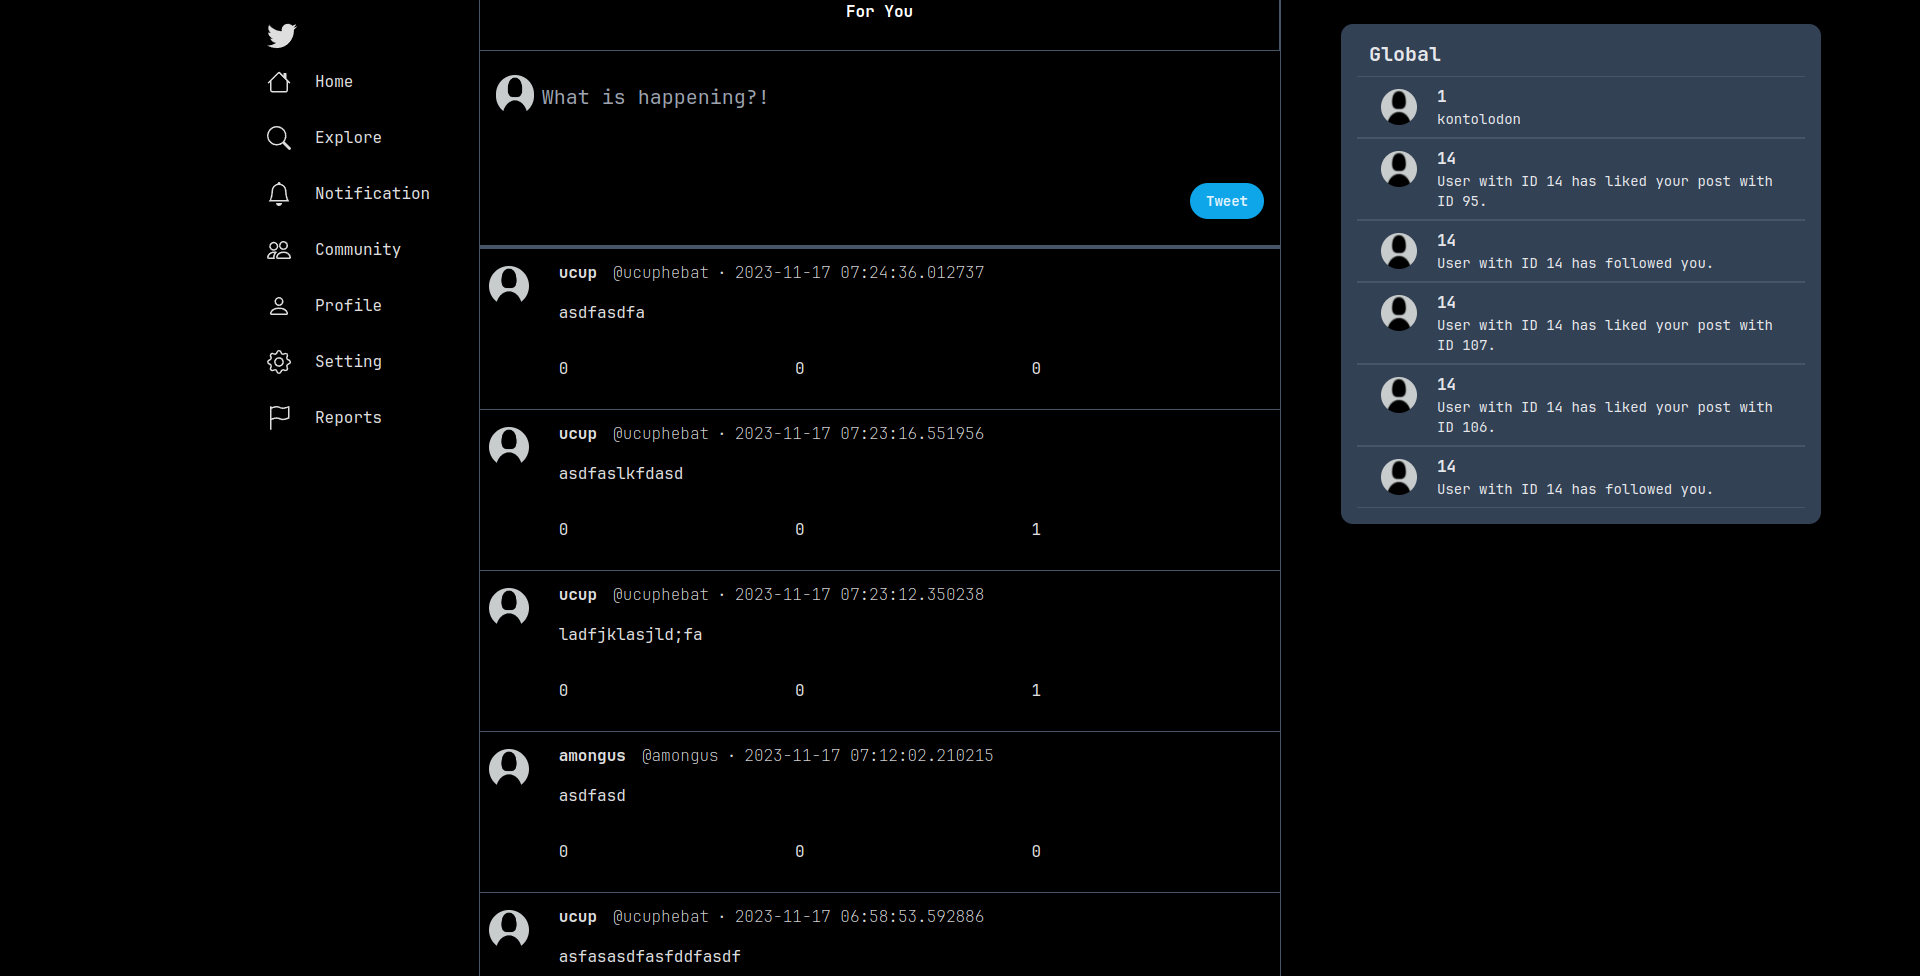 Home
Explore
Notification
Community
Profile
Setting
Reports
For You
What is happening?!
Tweet
ucup @ucuphebat · 2023-11-17 07:24:36.012737
asdfasdfa
0 0 0
ucup @ucuphebat · 2023-11-17 07:23:16.551956
asdfaslkfdasd
0 0 1
ucup @ucuphebat · 2023-11-17 07:23:12.350238
ladfjklasjld;fa
0 0 1
amongus @amongus · 2023-11-17 07:12:02.210215
asdfasd
0 0 0
ucup @ucuphebat · 2023-11-17 06:58:53.592886
asfasasdfasfddfasdf
Global
1
kontolodon
14
User with ID 14 has liked your post with
ID 95.
14
User with ID 14 has followed you.
14
User with ID 14 has liked your post with
ID 107.
14
User with ID 14 has liked your post with
ID 106.
14
User with ID 14 has followed you.